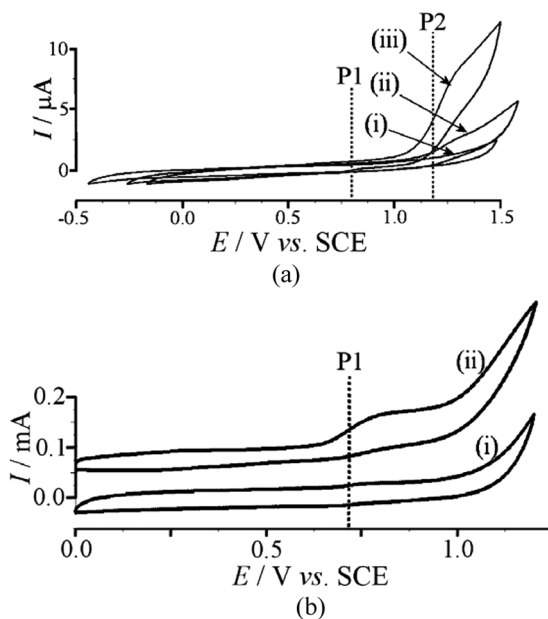 10
5
0
I / μA
P1
P2
(iii)
(ii)
(i)
-0.5 0.0 0.5 1.0 1.5
E / V vs. SCE
(a)
0.2
0.1
0.0
I / mA
P1
(ii)
(i)
0.0 0.5 1.0
E / V vs. SCE
(b)